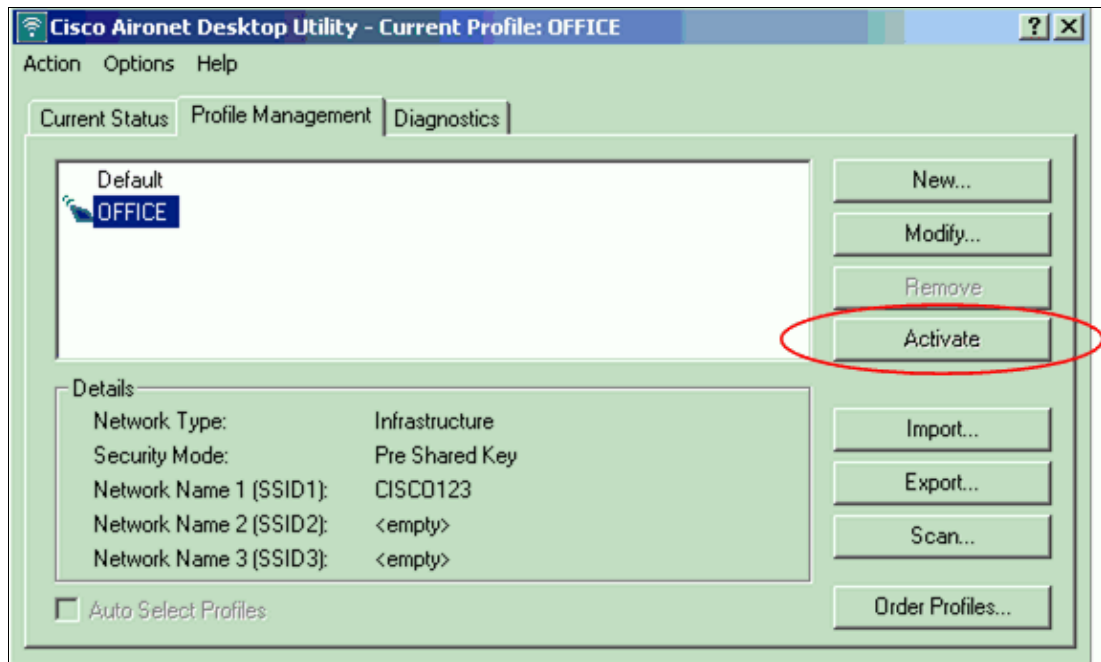 Cisco Aironet Desktop Utility - Current Profile: OFFICE
Action Options Help
Current Status Profile Management Diagnostics
Default
OFFICE
New...
Modify...
Remove
Activate
Details
Network Type: Infrastructure
Security Mode: Pre Shared Key
Network Name 1 (SSID1): CISCO123
Network Name 2 (SSID2): <empty>
Network Name 3 (SSID3): <empty>
Import...
Export...
Scan...
Auto Select Profiles
Order Profiles...